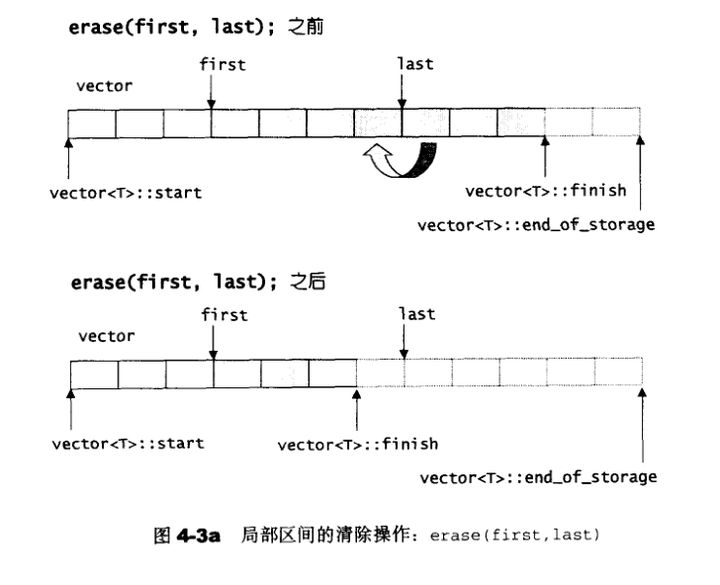 erase(first, last); 之前
first last
vector
vector<T>::start vector<T>::finish
vector<T>::end_of_storage
erase(first, last); 之后
first last
vector
vector<T>::start vector<T>::finish
vector<T>::end_of_storage
图 4-3a 局部区间的清除操作：erase(first,last)